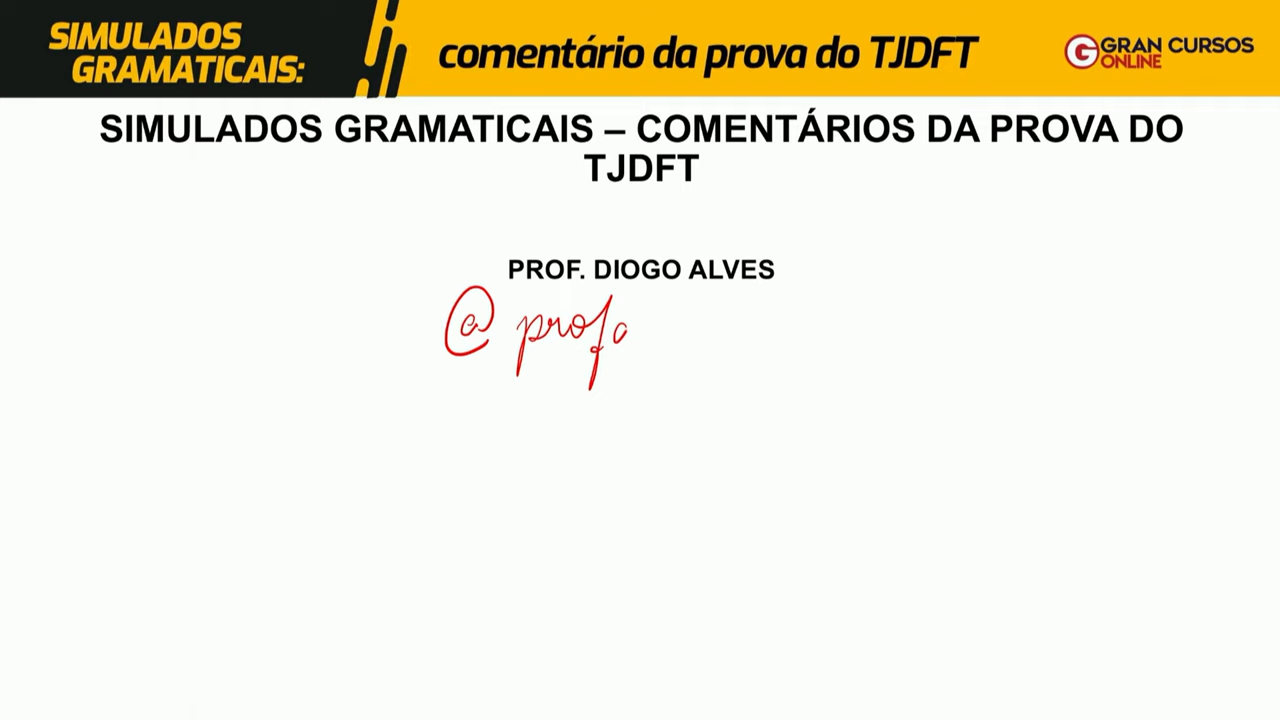 SIMULADOS
GRAMATICAIS:
comentário da prova do TJDFT
GRAN CURSOS
ONLINE
SIMULADOS GRAMATICAIS – COMENTÁRIOS DA PROVA DO
TJDFT
PROF. DIOGO ALVES
@profa